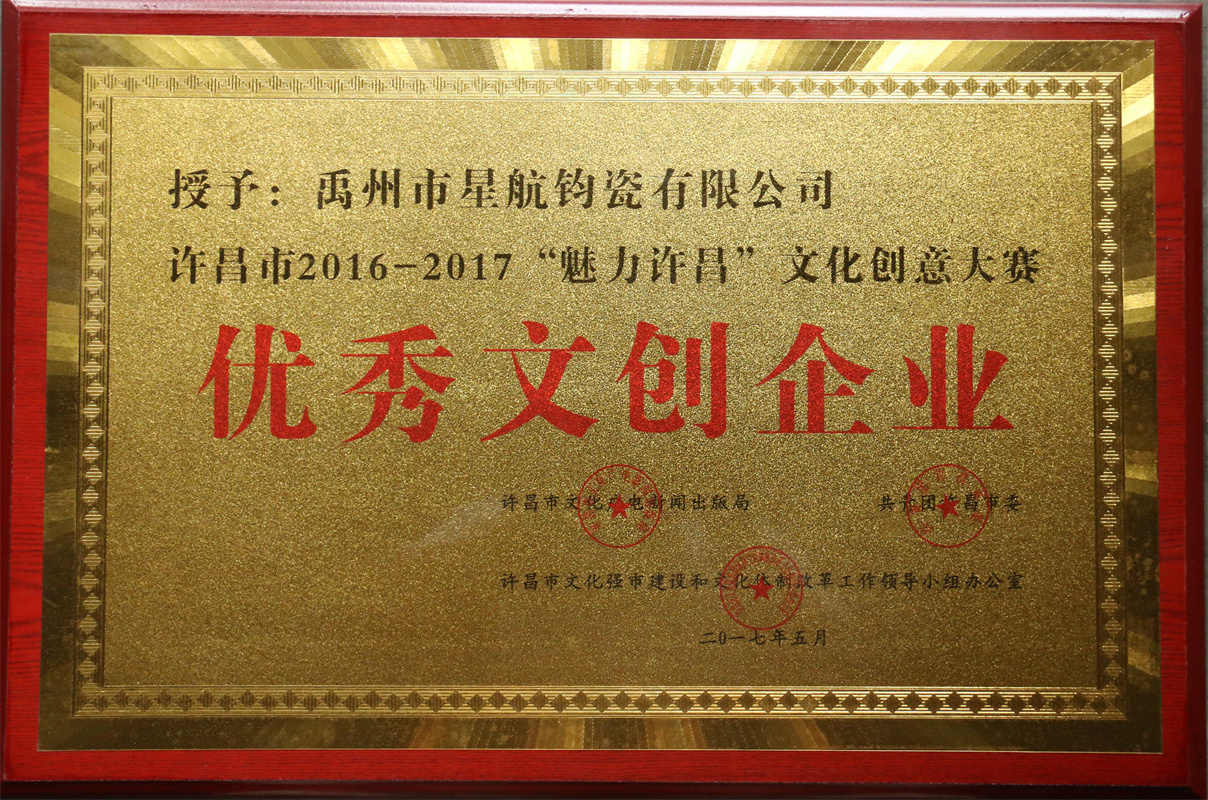 授予：禹州市星航钧瓷有限公司
许昌市2016-2017“魅力许昌”文化创意大赛
优秀文创企业
许昌市文化广电新闻出版局 共青团许昌市委
许昌市文化强市建设和文化体制改革工作领导小组办公室
二0一七年五月